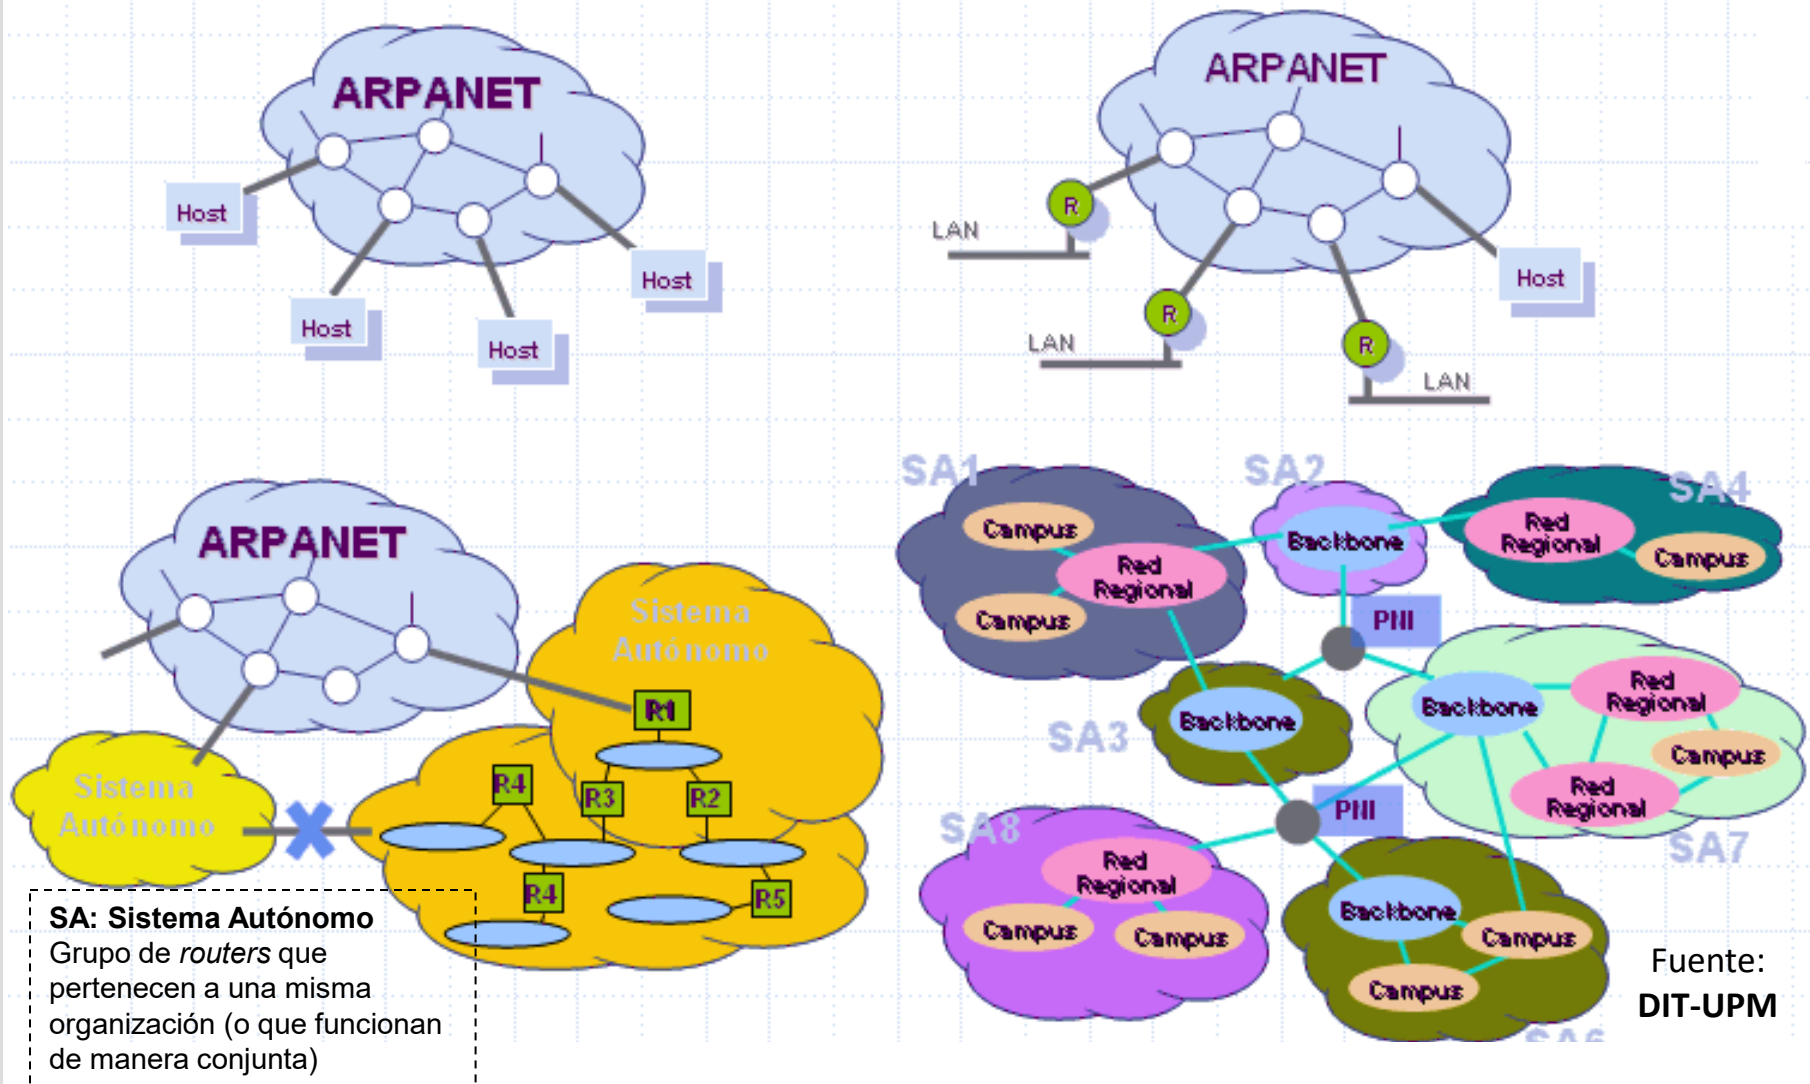 ARPANET
Host
Host
Host
Host
ARPANET
R
LAN
R
LAN
R
LAN
Host
ARPANET
Sistema
Autónomo
R1
R4
R3
R2
R4
R5
Sistema
Autónomo
SA: Sistema Autónomo
Grupo de routers que
pertenecen a una misma
organización (o que funcionan
de manera conjunta)
SA1
Campus
Red
Regional
Campus
SA2
Backbone
SA4
Red
Regional
Campus
PNI
SA3
Backbone
Backbone
Red
Regional
Campus
Red
Regional
SA7
PNI
SA8
Red
Regional
Campus
Campus
Backbone
Campus
Campus
SA6
Fuente:
DIT-UPM